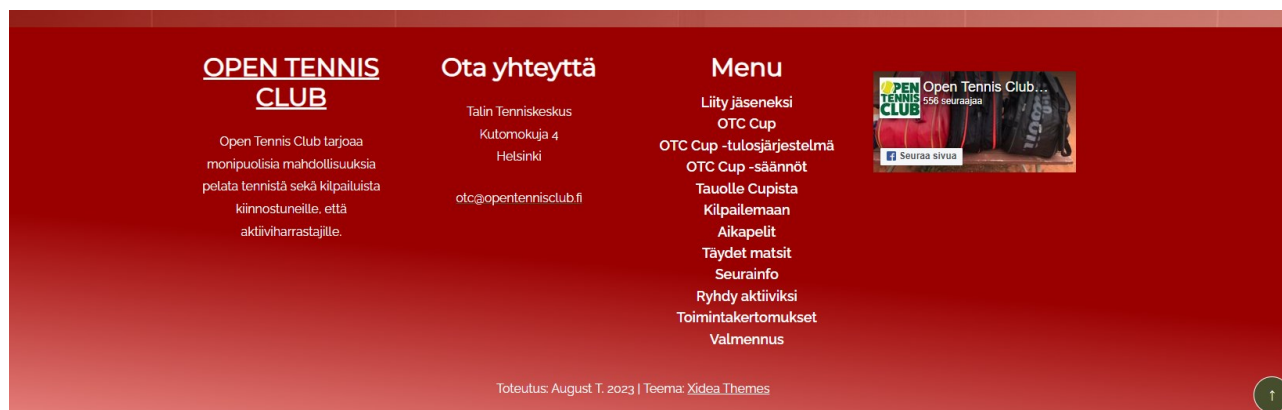 OPEN TENNIS
CLUB
Open Tennis Club tarjoaa
monipuolisia mahdollisuuksia
pelata tennistä sekä kilpailuista
kiinnostuneille, että
aktiiviharrastajille.
Ota yhteyttä
Talin Tenniskeskus
Kutomokuja 4
Helsinki
otc@opentennisclub.fi
Menu
Liity jäseneksi
OTC Cup
OTC Cup -tulosjärjestelmä
OTC Cup -säännöt
Tauolle Cupista
Kilpailemaan
Aikapelit
Täydet matsit
Seurainfo
Ryhdy aktiiviksi
Toimintakertomukset
Valmennus
OPEN
TENNIS
CLUB
Open Tennis Club...
556 seuraajaa
Wilson
Seuraa sivua
Toteutus: August T. 2023 | Teema: Xidea Themes
↑